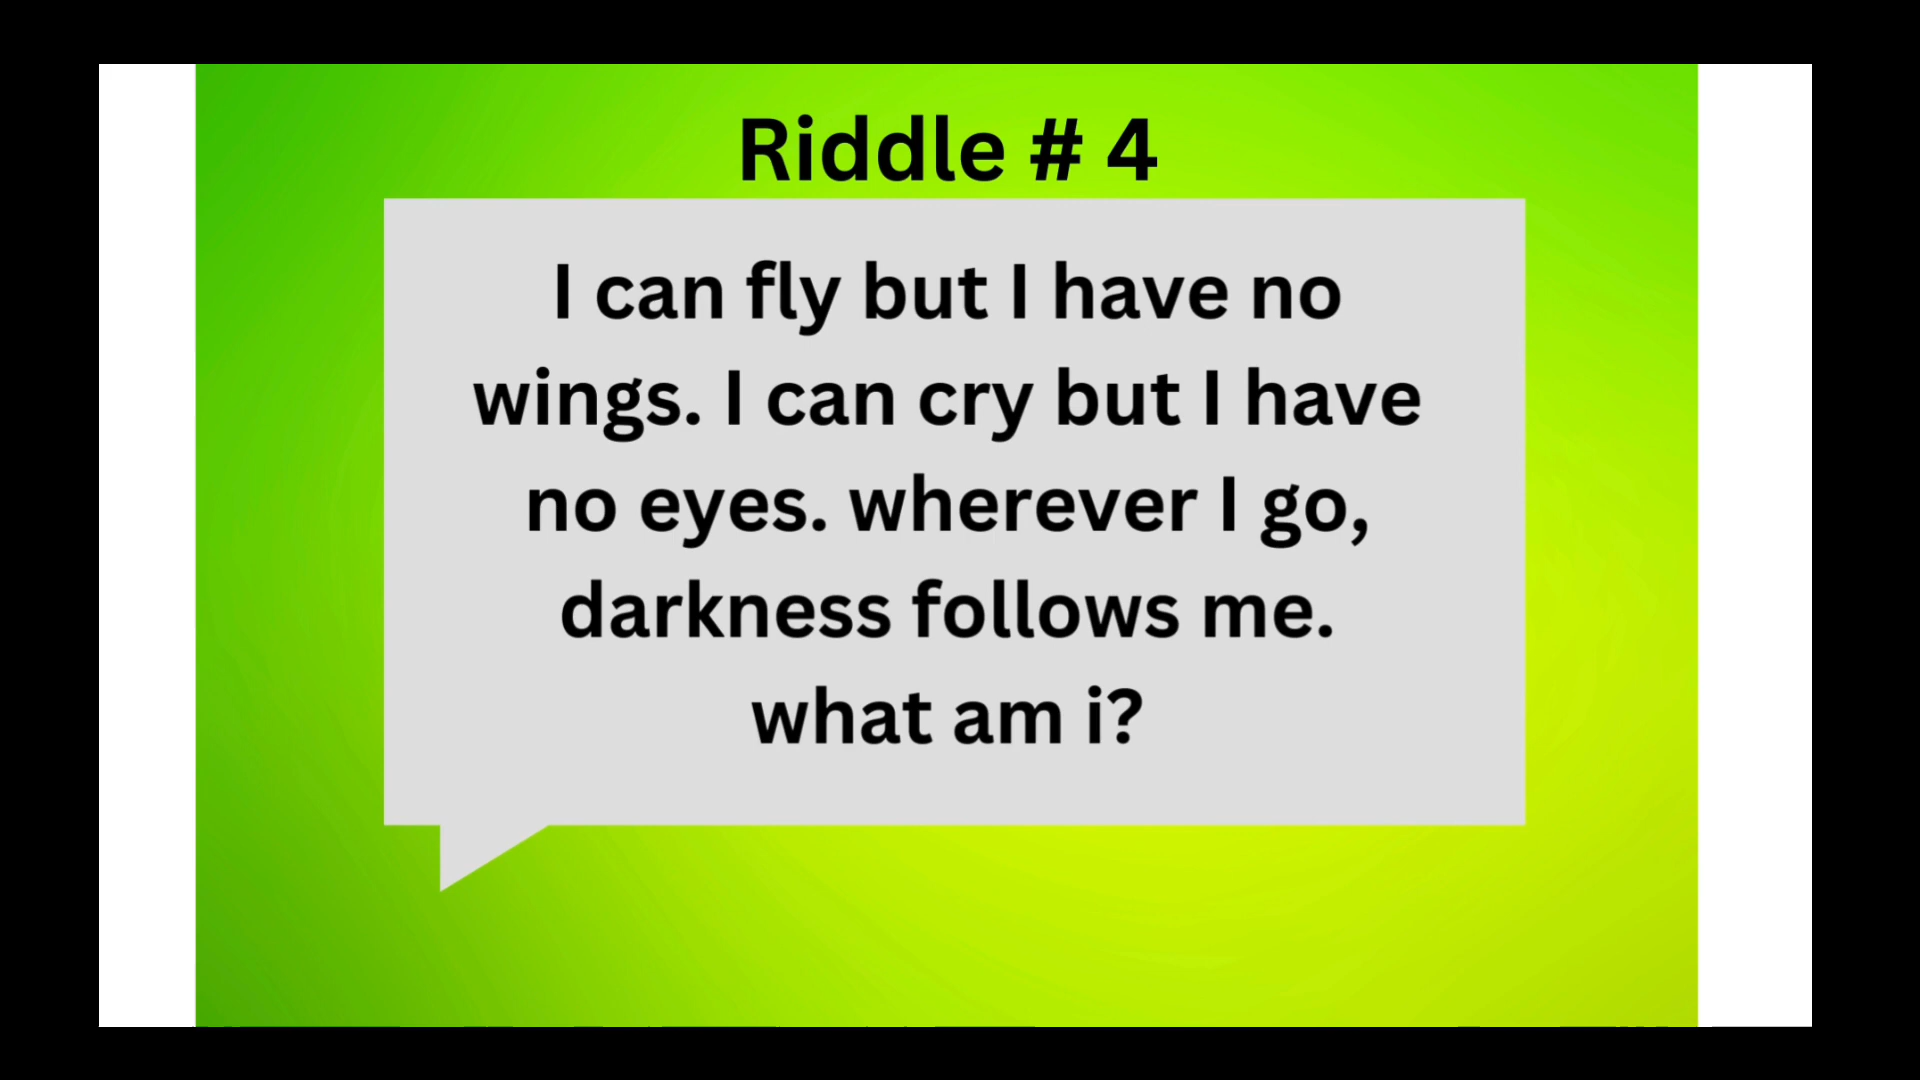 Riddle # 4
I can fly but I have no
wings. I can cry but I have
no eyes. wherever I go,
darkness follows me.
what am i?